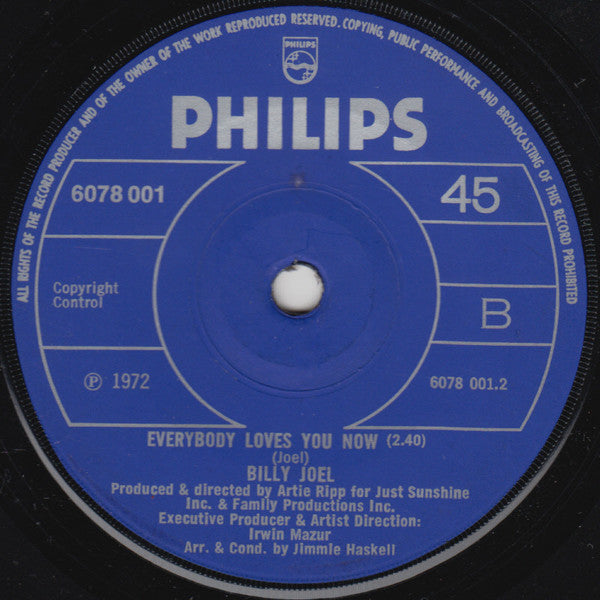 ALL RIGHTS OF THE RECORD PRODUCER AND OF THE OWNER OF THE WORK REPRODUCED RESERVED. COPYING, PUBLIC PERFORMANCE AND BROADCASTING OF THIS RECORD PROHIBITED
PHILIPS
PHILIPS
6078 001
45
Copyright
Control
B
Ⓟ 1972
6078 001.2
EVERYBODY LOVES YOU NOW (2.40)
(Joel)
BILLY JOEL
Produced & directed by Artie Ripp for Just Sunshine
Inc. & Family Productions Inc.
Executive Producer & Artist Direction:
Irwin Mazur
Arr. & Cond. by Jimmie Haskell